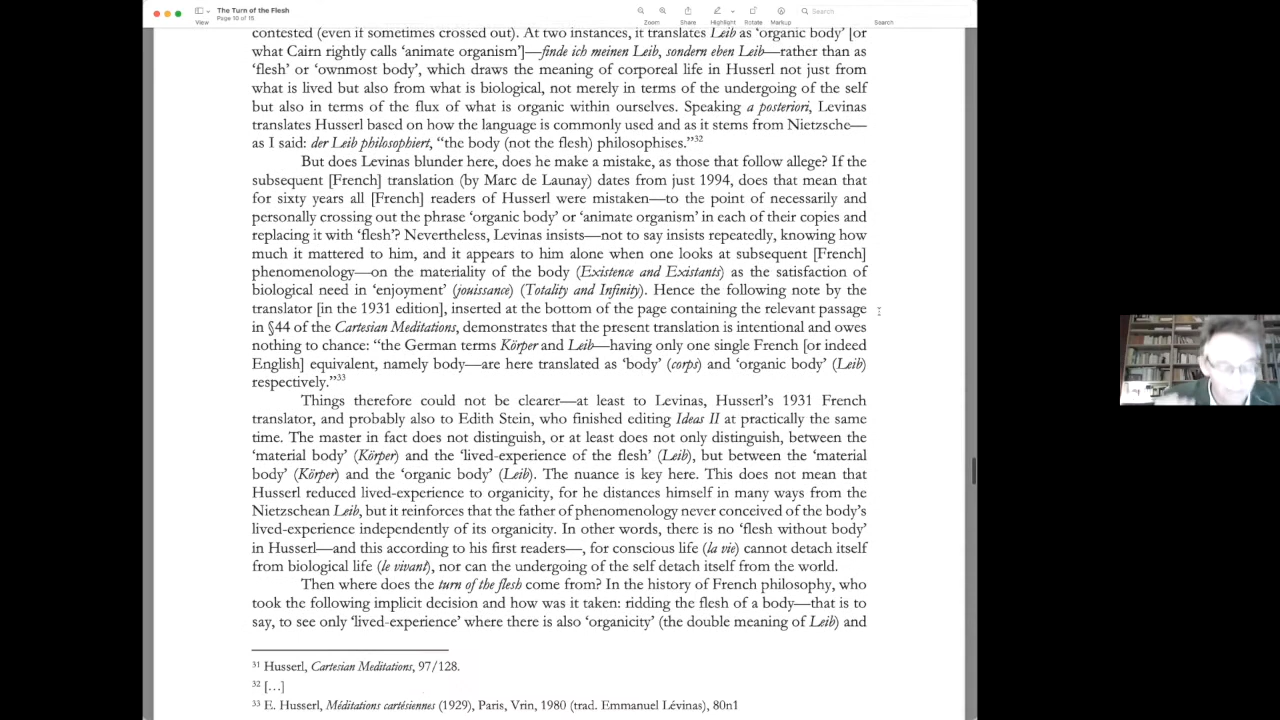 The Turn of the Flesh
Page 10 of 15
View
Zoom
Share
Highlight
Rotate
Markup
Search
Search
contested (even if sometimes crossed out). At two instances, it translates Leib as ‘organic body’ [or
what Cairn rightly calls ‘animate organism’]—finde ich meinen Leib, sondern eben Leib—rather than as
‘flesh’ or ‘ownmost body’, which draws the meaning of corporeal life in Husserl not just from
what is lived but also from what is biological, not merely in terms of the undergoing of the self
but also in terms of the flux of what is organic within ourselves. Speaking a posteriori, Levinas
translates Husserl based on how the language is commonly used and as it stems from Nietzsche—
as I said: der Leib philosophiert, “the body (not the flesh) philosophises.”32
But does Levinas blunder here, does he make a mistake, as those that follow allege? If the
subsequent [French] translation (by Marc de Launay) dates from just 1994, does that mean that
for sixty years all [French] readers of Husserl were mistaken—to the point of necessarily and
personally crossing out the phrase ‘organic body’ or ‘animate organism’ in each of their copies and
replacing it with ‘flesh’? Nevertheless, Levinas insists—not to say insists repeatedly, knowing how
much it mattered to him, and it appears to him alone when one looks at subsequent [French]
phenomenology—on the materiality of the body (Existence and Existants) as the satisfaction of
biological need in ‘enjoyment’ (jouissance) (Totality and Infinity). Hence the following note by the
translator [in the 1931 edition], inserted at the bottom of the page containing the relevant passage
in §44 of the Cartesian Meditations, demonstrates that the present translation is intentional and owes
nothing to chance: “the German terms Körper and Leib—having only one single French [or indeed
English] equivalent, namely body—are here translated as ‘body’ (corps) and ‘organic body’ (Leib)
respectively.”33
Things therefore could not be clearer—at least to Levinas, Husserl’s 1931 French
translator, and probably also to Edith Stein, who finished editing Ideas II at practically the same
time. The master in fact does not distinguish, or at least does not only distinguish, between the
‘material body’ (Körper) and the ‘lived-experience of the flesh’ (Leib), but between the ‘material
body’ (Körper) and the ‘organic body’ (Leib). The nuance is key here. This does not mean that
Husserl reduced lived-experience to organicity, for he distances himself in many ways from the
Nietzschean Leib, but it reinforces that the father of phenomenology never conceived of the body’s
lived-experience independently of its organicity. In other words, there is no ‘flesh without body’
in Husserl—and this according to his first readers—, for conscious life (la vie) cannot detach itself
from biological life (le vivant), nor can the undergoing of the self detach itself from the world.
Then where does the turn of the flesh come from? In the history of French philosophy, who
took the following implicit decision and how was it taken: ridding the flesh of a body—that is to
say, to see only ‘lived-experience’ where there is also ‘organicity’ (the double meaning of Leib) and
31 Husserl, Cartesian Meditations, 97/128.
32 […]
33 E. Husserl, Méditations cartésiennes (1929), Paris, Vrin, 1980 (trad. Emmanuel Lévinas), 80n1